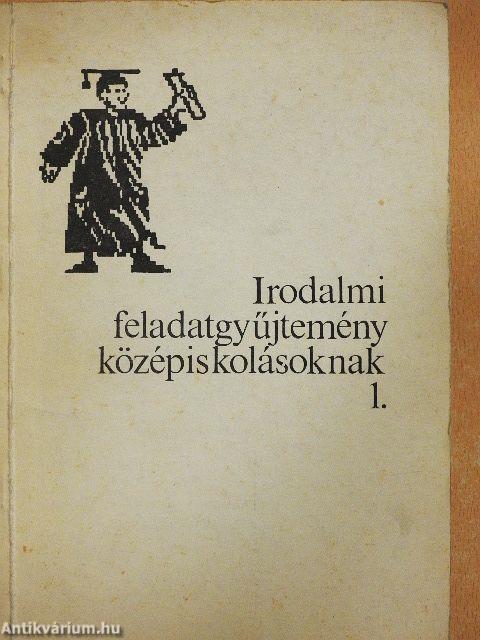 Irodalmi
feladatgyűjtemény
középiskolásoknak
1.
Antikvárium.hu